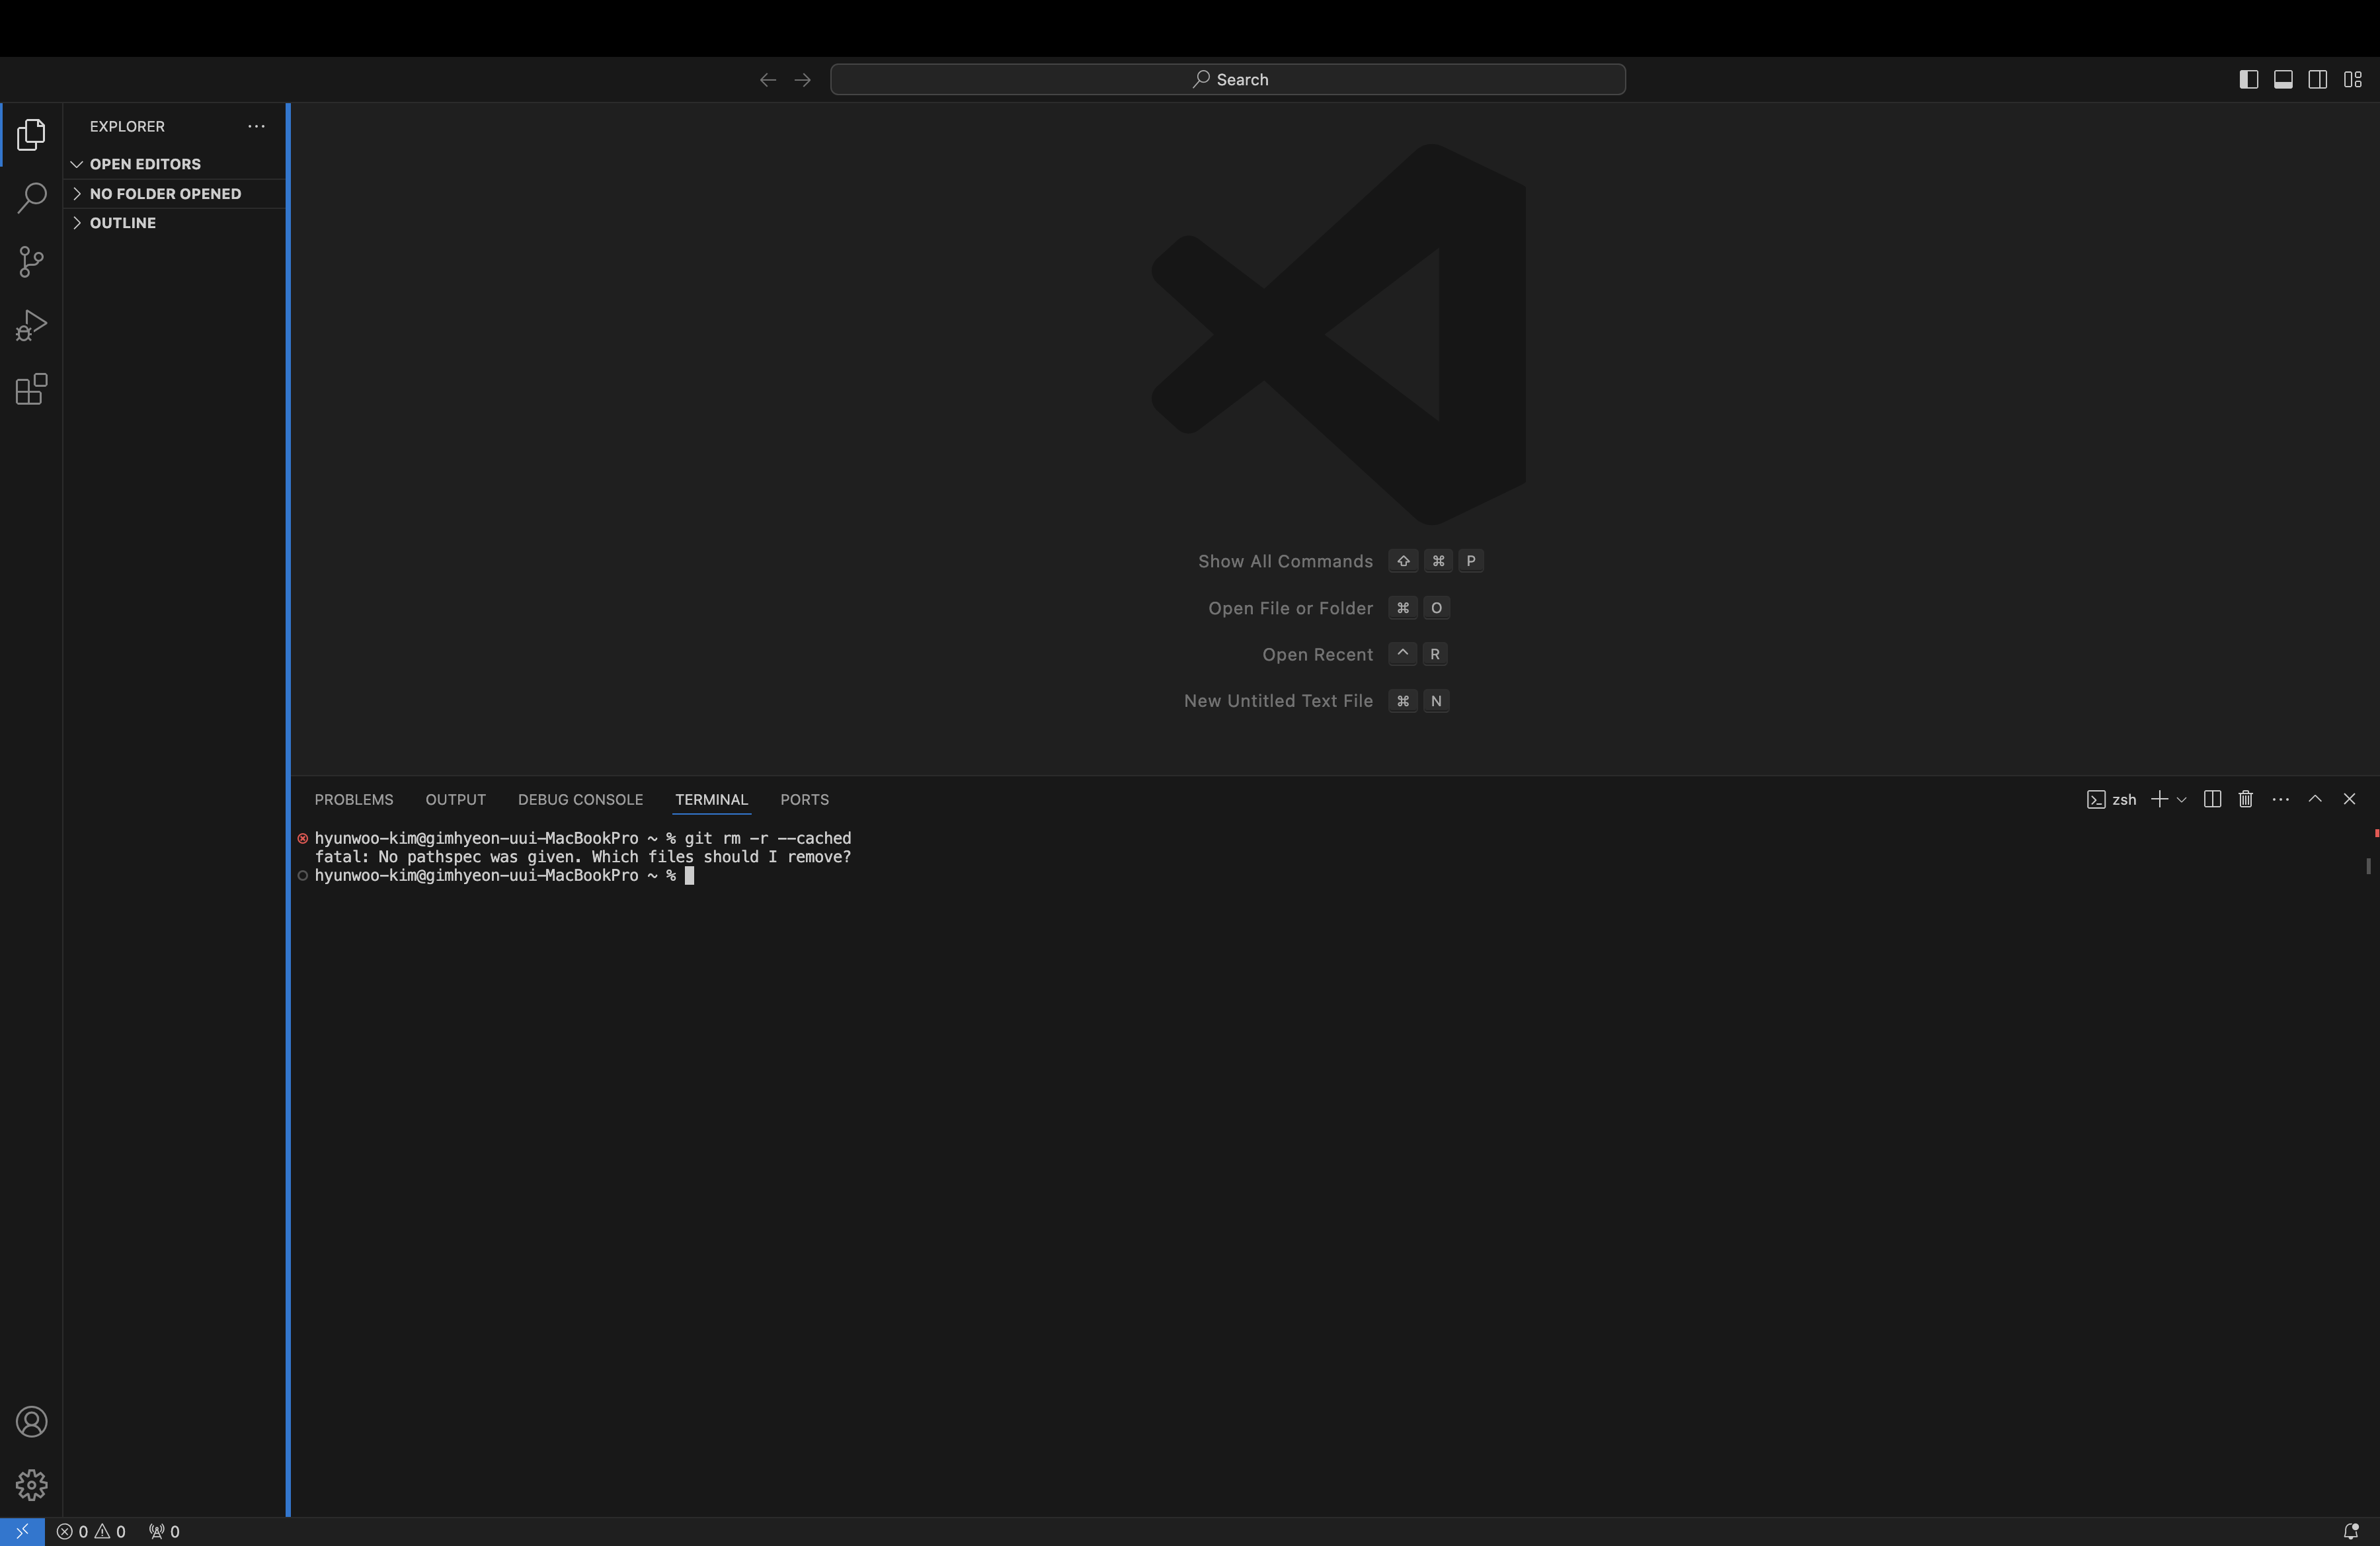 Search
EXPLORER
OPEN EDITORS
NO FOLDER OPENED
OUTLINE
Show All Commands ⇧ ⌘ P
Open File or Folder ⌘ O
Open Recent ^ R
New Untitled Text File ⌘ N
PROBLEMS OUTPUT DEBUG CONSOLE TERMINAL PORTS zsh
hyunwoo-kim@gimhyeon-uui-MacBookPro ~ % git rm -r --cached
fatal: No pathspec was given. Which files should I remove?
hyunwoo-kim@gimhyeon-uui-MacBookPro ~ %
0 0 0